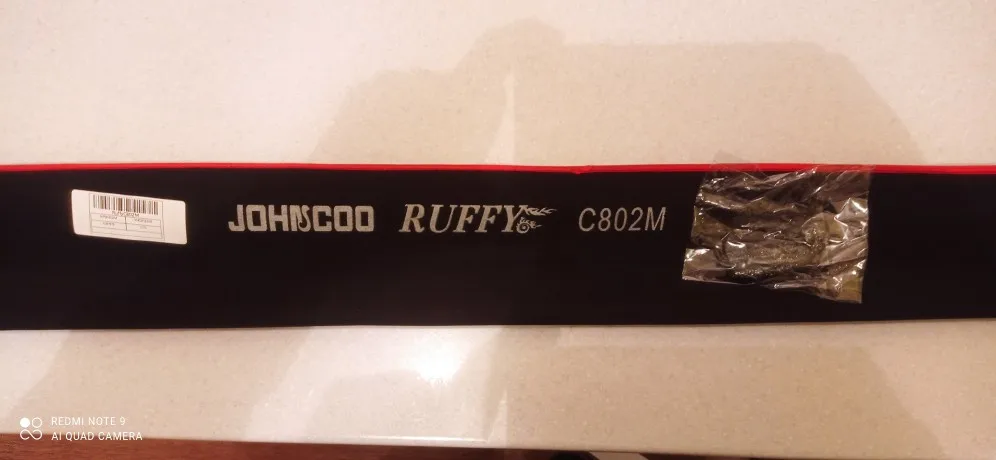 JOHNCOO RUFFY C802M
REDMI NOTE 9
AI QUAD CAMERA